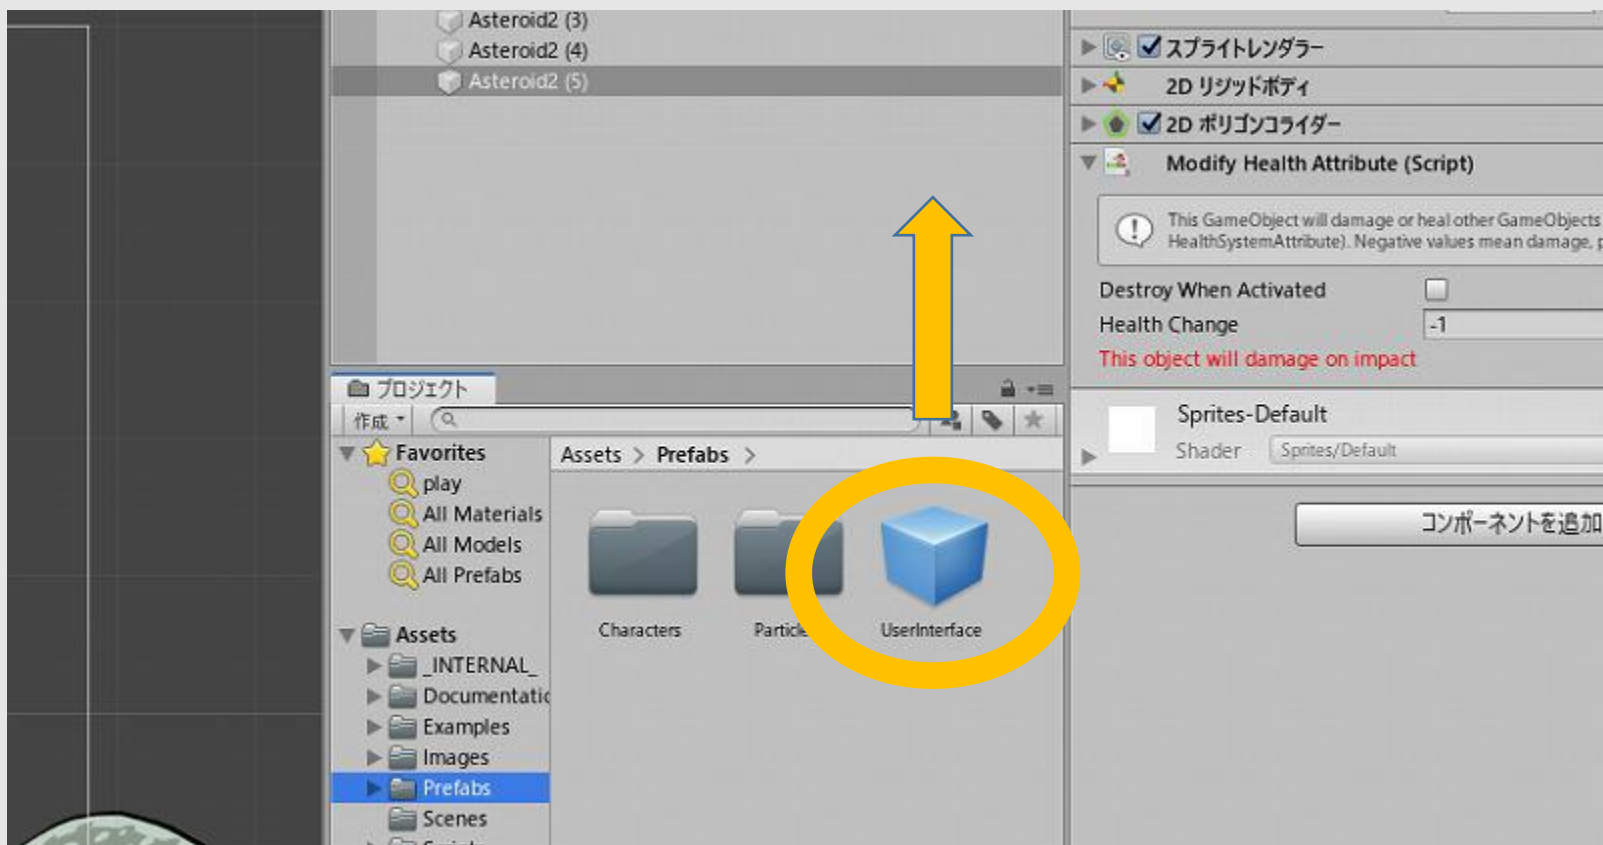 Asteroid2 (3)
Asteroid2 (4)
Asteroid2 (5)
プロジェクト
作成
Favorites
play
All Materials
All Models
All Prefabs
Assets
_INTERNAL_
Documentatic
Examples
Images
Prefabs
Scenes
Assets > Prefabs >
Characters
Particle
UserInterface
スプライトレンダラー
2D リジッドボディ
2D ポリゴンコライダー
Modify Health Attribute (Script)
This GameObject will damage or heal other GameObjects
HealthSystemAttribute). Negative values mean damage, p
Destroy When Activated
Health Change
-1
This object will damage on impact
Sprites-Default
Shader
Sprites/Default
コンポーネントを追加